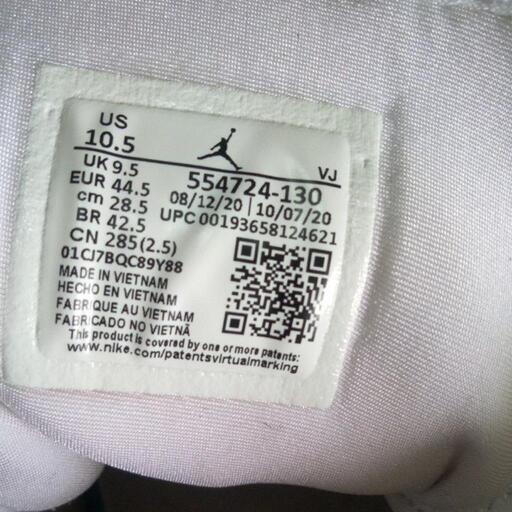 US
10.5
VJ
UK 9.5
554724-130
EUR 44.5
08/12/20 | 10/07/20
cm 28.5
UPC 00193658124621
BR 42.5
CN 285(2.5)
01CJ7BQC89Y88
MADE IN VIETNAM
HECHO EN VIETNAM
FABRIQUE AU VIETNAM
FABRICADO NO VIETNÃ
This product is covered by one or more patents:
www.nike.com/patentsvirtualmarking